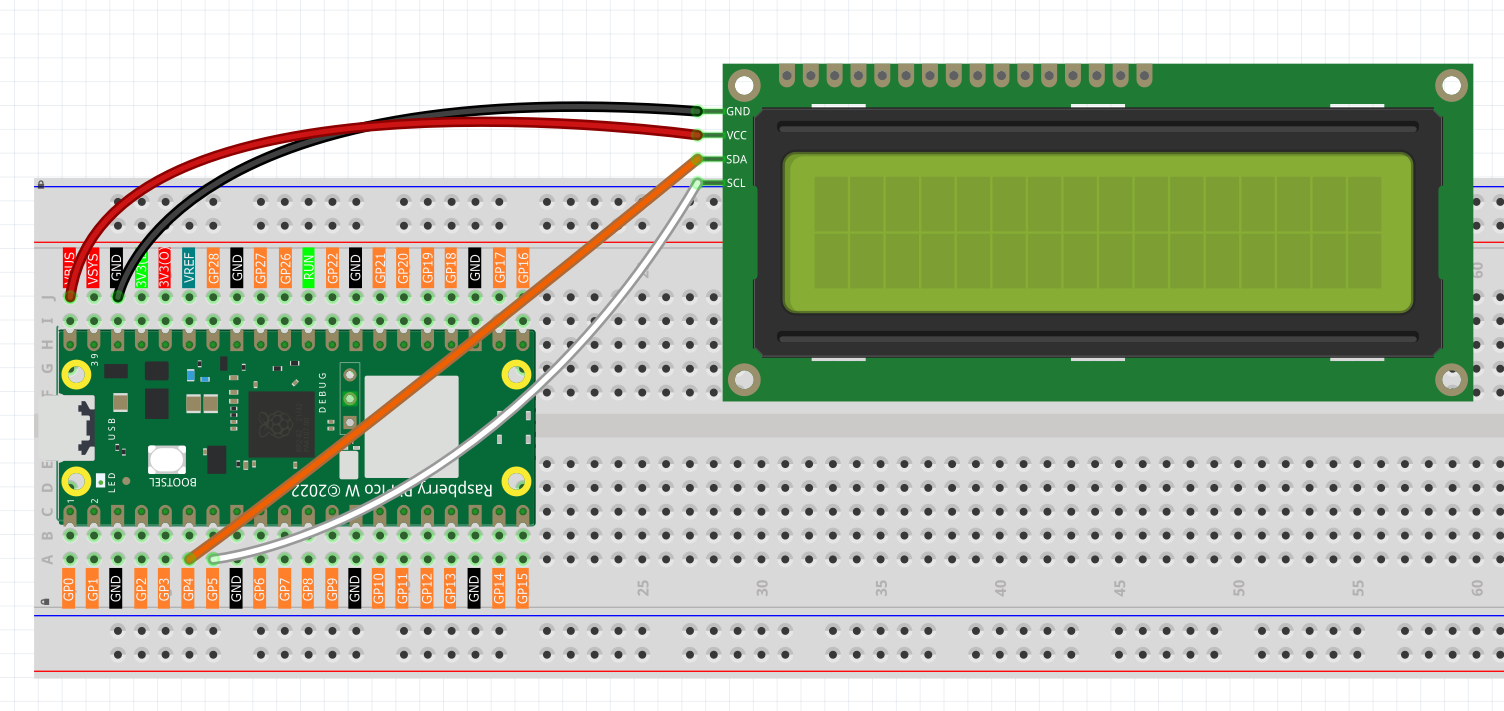 GND
VCC
SDA
SCL
VBUS
VSYS
GND
3V3(O)
VREF
GP28
GND
GP27
GP26
RUN
GP22
GND
GP21
GP20
GP19
GP18
GND
GP17
GP16
J
I
H
G
F
39
DEBUG
USB
BOOTSEL
LED
1
2
Raspberry Pi Pico W ©2022
E
D
C
B
A
GP0
GP1
GND
GP2
GP3
GP4
GP5
GND
GP6
GP7
GP8
GP9
GND
GP10
GP11
GP12
GP13
GND
GP14
GP15
25
30
35
40
45
50
55
60
60